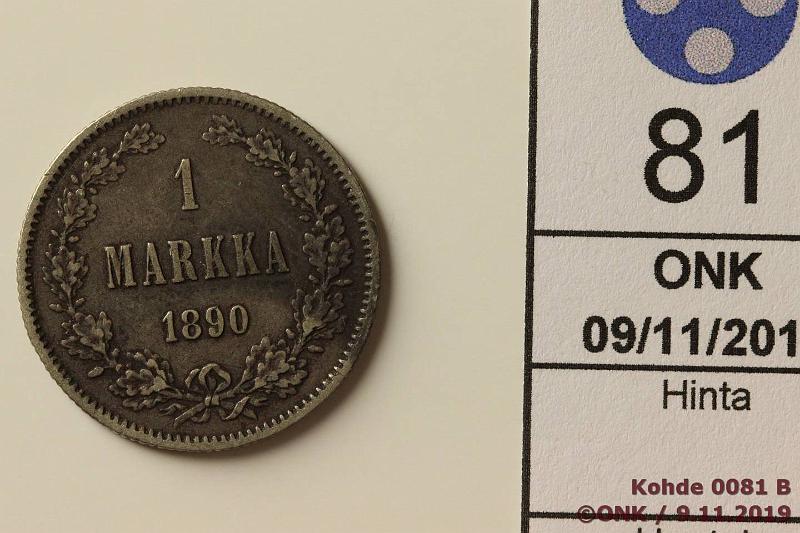 1
MARKKA
1890
81
ONK
09/11/201
Hinta
Kohde 0081 B
©ONK / 9.11.2019